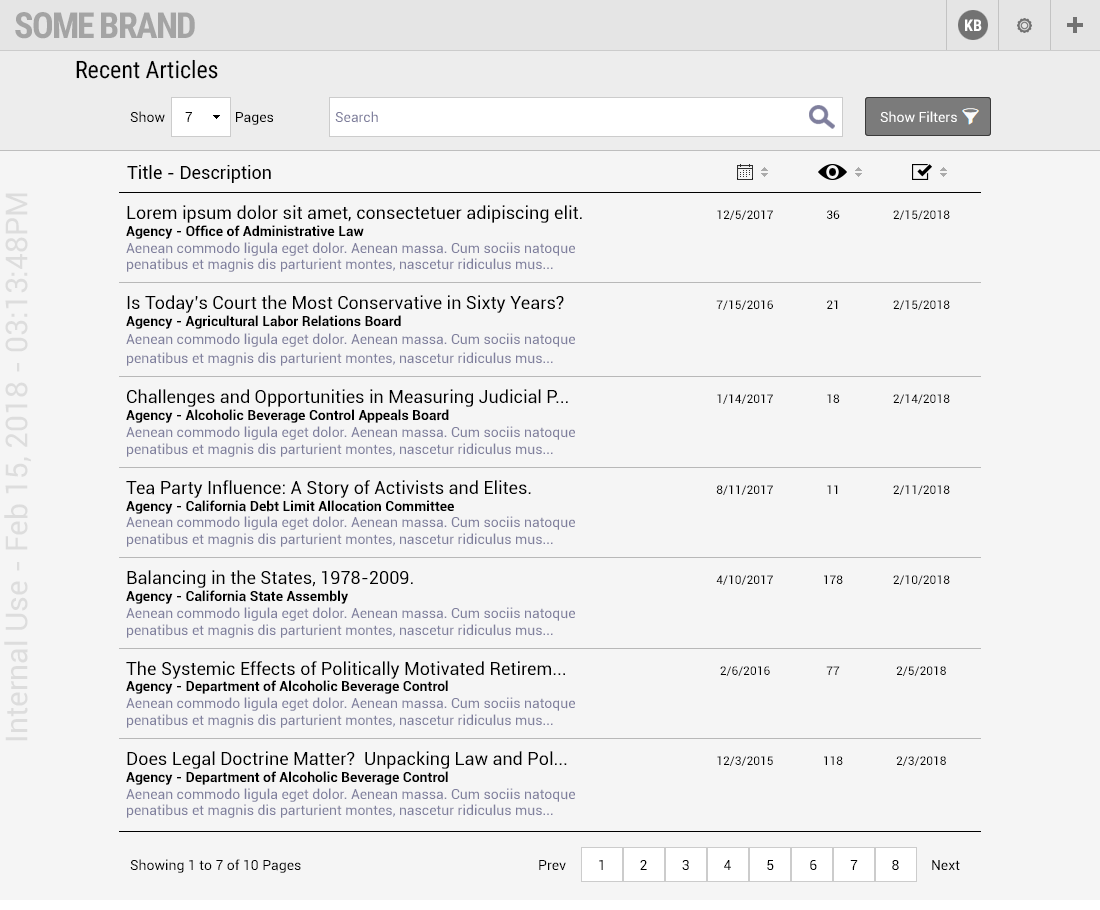 SOME BRAND
KB
Recent Articles
Show 7 Pages
Search
Show Filters
Title - Description
Lorem ipsum dolor sit amet, consectetuer adipiscing elit. 12/5/2017 36 2/15/2018
Agency - Office of Administrative Law
Aenean commodo ligula eget dolor. Aenean massa. Cum sociis natoque
penatibus et magnis dis parturient montes, nascetur ridiculus mus...
Is Today's Court the Most Conservative in Sixty Years? 7/15/2016 21 2/15/2018
Agency - Agricultural Labor Relations Board
Aenean commodo ligula eget dolor. Aenean massa. Cum sociis natoque
penatibus et magnis dis parturient montes, nascetur ridiculus mus...
Challenges and Opportunities in Measuring Judicial P... 1/14/2017 18 2/14/2018
Agency - Alcoholic Beverage Control Appeals Board
Aenean commodo ligula eget dolor. Aenean massa. Cum sociis natoque
penatibus et magnis dis parturient montes, nascetur ridiculus mus...
Tea Party Influence: A Story of Activists and Elites. 8/11/2017 11 2/11/2018
Agency - California Debt Limit Allocation Committee
Aenean commodo ligula eget dolor. Aenean massa. Cum sociis natoque
penatibus et magnis dis parturient montes, nascetur ridiculus mus...
Balancing in the States, 1978-2009. 4/10/2017 178 2/10/2018
Agency - California State Assembly
Aenean commodo ligula eget dolor. Aenean massa. Cum sociis natoque
penatibus et magnis dis parturient montes, nascetur ridiculus mus...
The Systemic Effects of Politically Motivated Retirem... 2/6/2016 77 2/5/2018
Agency - Department of Alcoholic Beverage Control
Aenean commodo ligula eget dolor. Aenean massa. Cum sociis natoque
penatibus et magnis dis parturient montes, nascetur ridiculus mus...
Does Legal Doctrine Matter?  Unpacking Law and Pol... 12/3/2015 118 2/3/2018
Agency - Department of Alcoholic Beverage Control
Aenean commodo ligula eget dolor. Aenean massa. Cum sociis natoque
penatibus et magnis dis parturient montes, nascetur ridiculus mus...
Showing 1 to 7 of 10 Pages Prev 1 2 3 4 5 6 7 8 Next
Internal Use - Feb 15, 2018 - 03:13:48PM